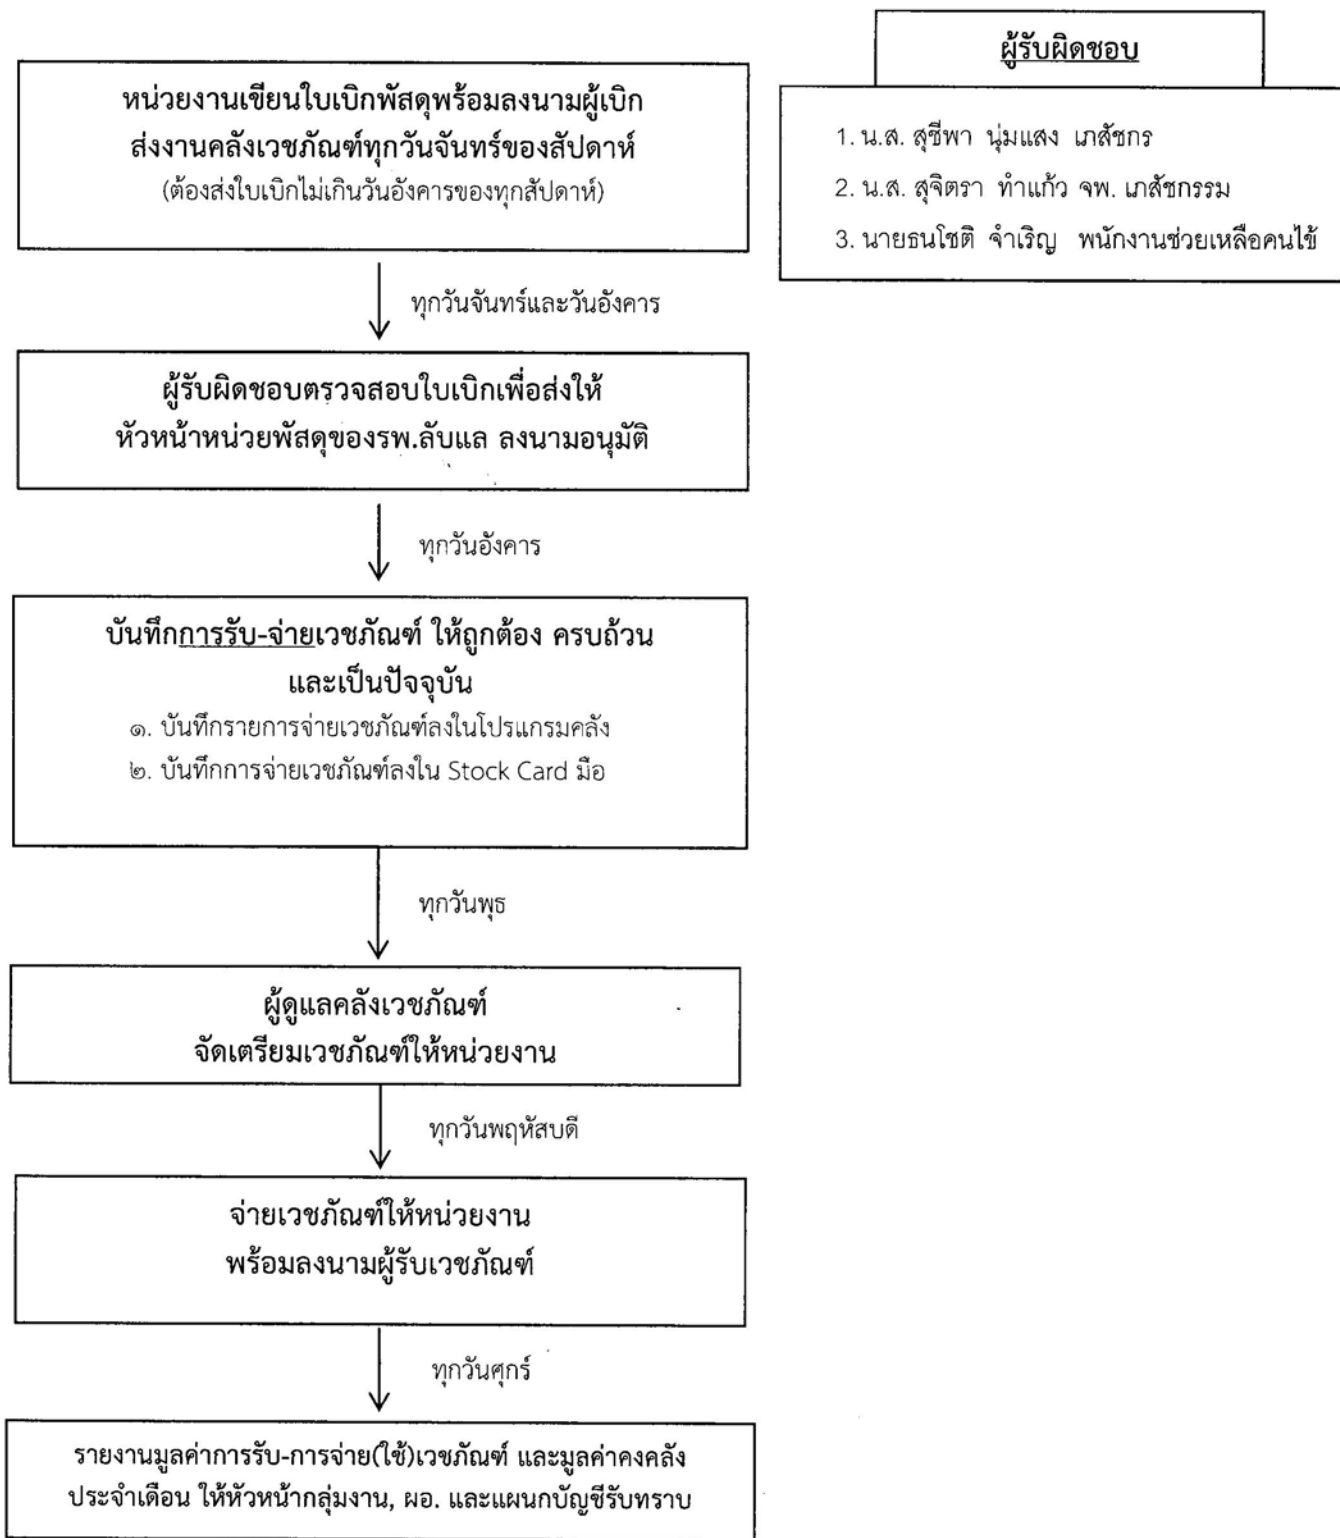 ผู้รับผิดชอบ
1. น.ส. สุชีพา นุ่มแสง เภสัชกร
2. น.ส. สุจิตรา ทำแก้ว จพ. เภสัชกรรม
3. นายธนโชติ จำเริญ พนักงานช่วยเหลือคนไข้
หน่วยงานเขียนใบเบิกพัสดุพร้อมลงนามผู้เบิก
ส่งงานคลังเวชภัณฑ์ทุกวันจันทร์ของสัปดาห์
(ต้องส่งใบเบิกไม่เกินวันอังคารของทุกสัปดาห์)
ทุกวันจันทร์และวันอังคาร
ผู้รับผิดชอบตรวจสอบใบเบิกเพื่อส่งให้
หัวหน้าหน่วยพัสดุของรพ.ลับแล ลงนามอนุมัติ
ทุกวันอังคาร
บันทึกการรับ-จ่ายเวชภัณฑ์ ให้ถูกต้อง ครบถ้วน
และเป็นปัจจุบัน
๑. บันทึกรายการจ่ายเวชภัณฑ์ลงในโปรแกรมคลัง
๒. บันทึกการจ่ายเวชภัณฑ์ลงใน Stock Card มือ
ทุกวันพุธ
ผู้ดูแลคลังเวชภัณฑ์
จัดเตรียมเวชภัณฑ์ให้หน่วยงาน
ทุกวันพฤหัสบดี
จ่ายเวชภัณฑ์ให้หน่วยงาน
พร้อมลงนามผู้รับเวชภัณฑ์
ทุกวันศุกร์
รายงานมูลค่าการรับ-การจ่าย(ใช้)เวชภัณฑ์ และมูลค่าคงคลัง
ประจำเดือน ให้หัวหน้ากลุ่มงาน, ผอ. และแผนกบัญชีรับทราบ